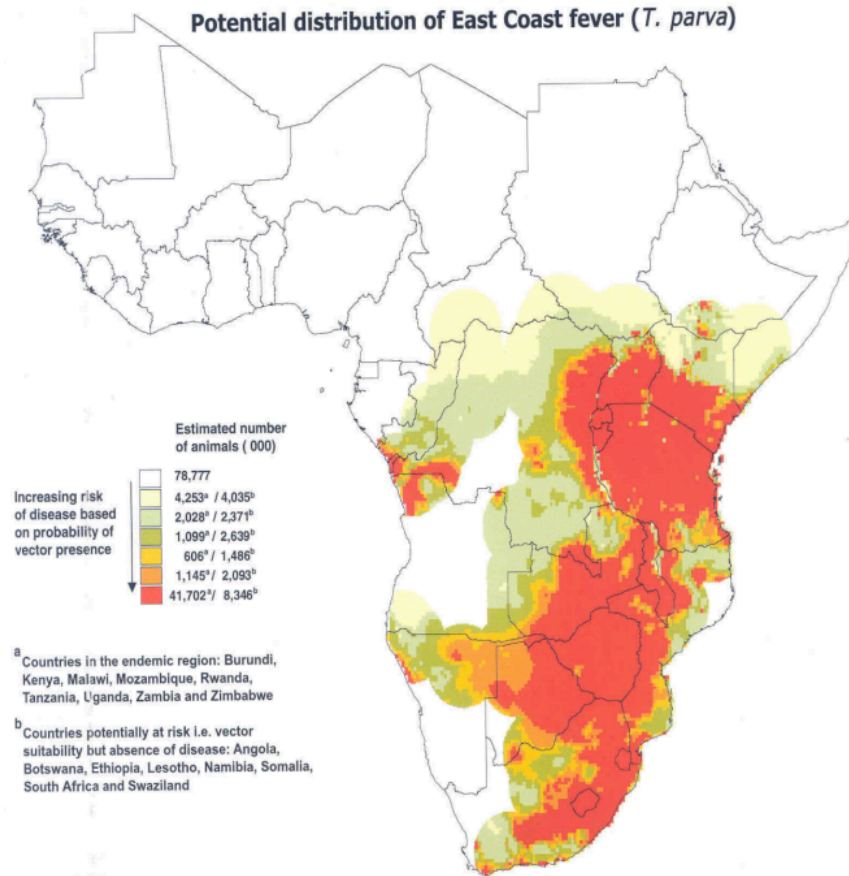 Potential distribution of East Coast fever (T. parva)
Estimated number
of animals ( 000)
Increasing risk
of disease based
on probability of
vector presence
78,777
4,253ª / 4,035ᵇ
2,028ª / 2,371ᵇ
1,099ª / 2,639ᵇ
606ª / 1,486ᵇ
1,145ª / 2,093ᵇ
41,702ª / 8,346ᵇ
ª Countries in the endemic region: Burundi,
Kenya, Malawi, Mozambique, Rwanda,
Tanzania, Uganda, Zambia and Zimbabwe
ᵇ Countries potentially at risk i.e. vector
suitability but absence of disease: Angola,
Botswana, Ethiopia, Lesotho, Namibia, Somalia,
South Africa and Swaziland